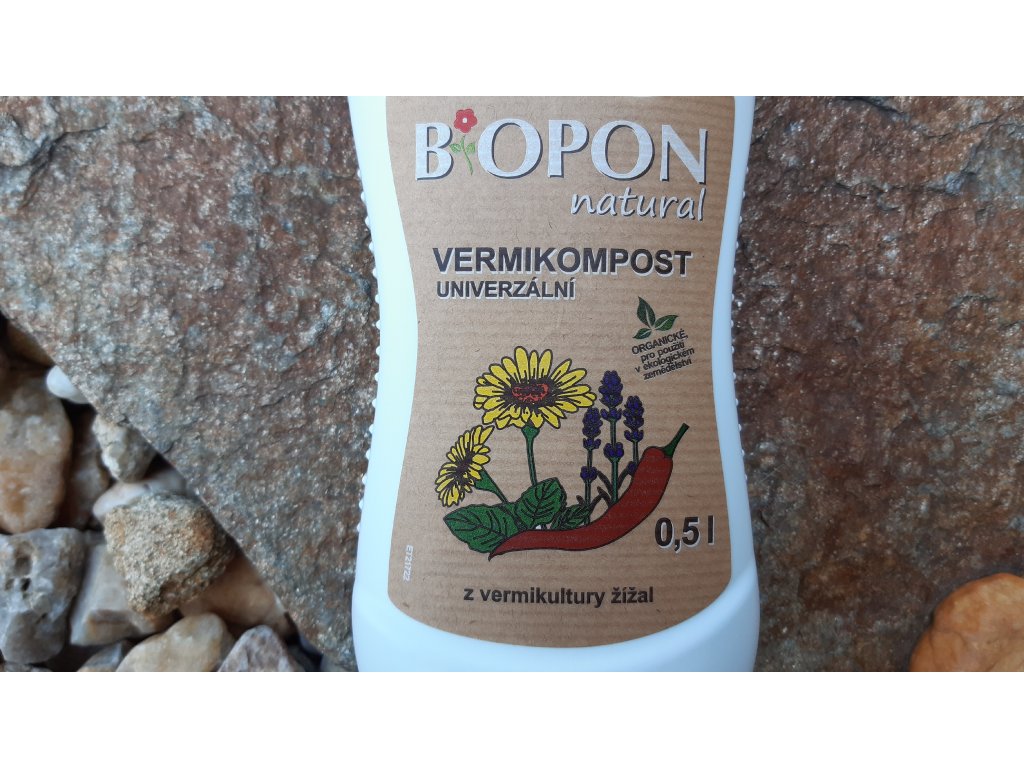 BIOPON
natural
VERMIKOMPOST
UNIVERZÁLNÍ
ORGANICKÉ,
pro použití
v ekologickém
zemědělství
0,5 l
z vermikultury žížal